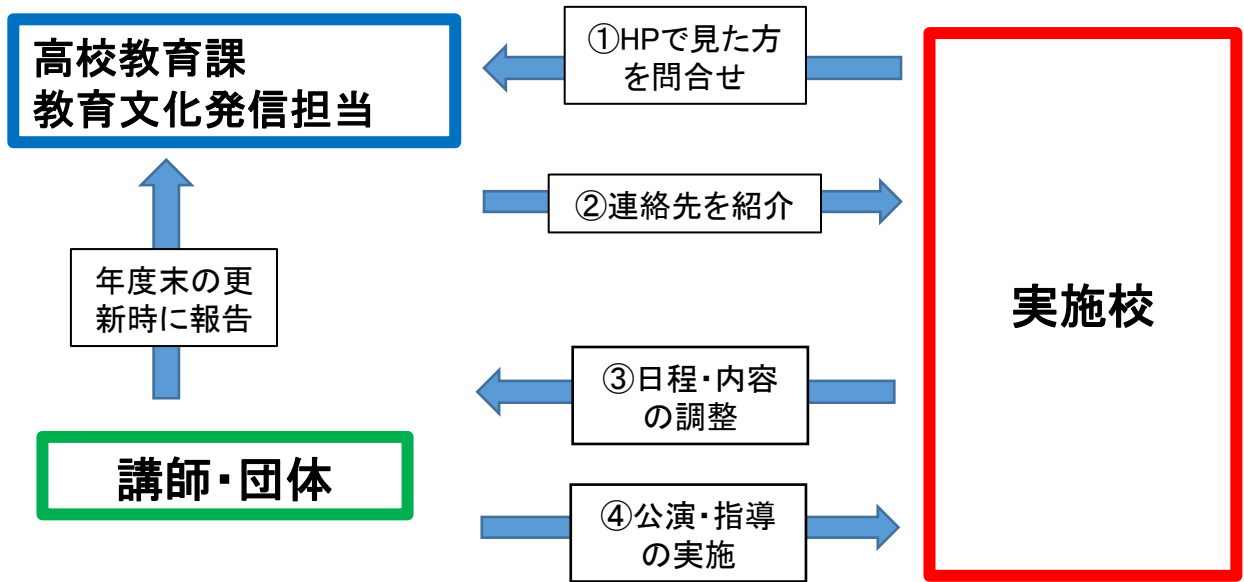 高校教育課
教育文化発信担当
①HPで見た方
を問合せ
②連絡先を紹介
年度末の更
新時に報告
実施校
③日程・内容
の調整
講師・団体
④公演・指導
の実施